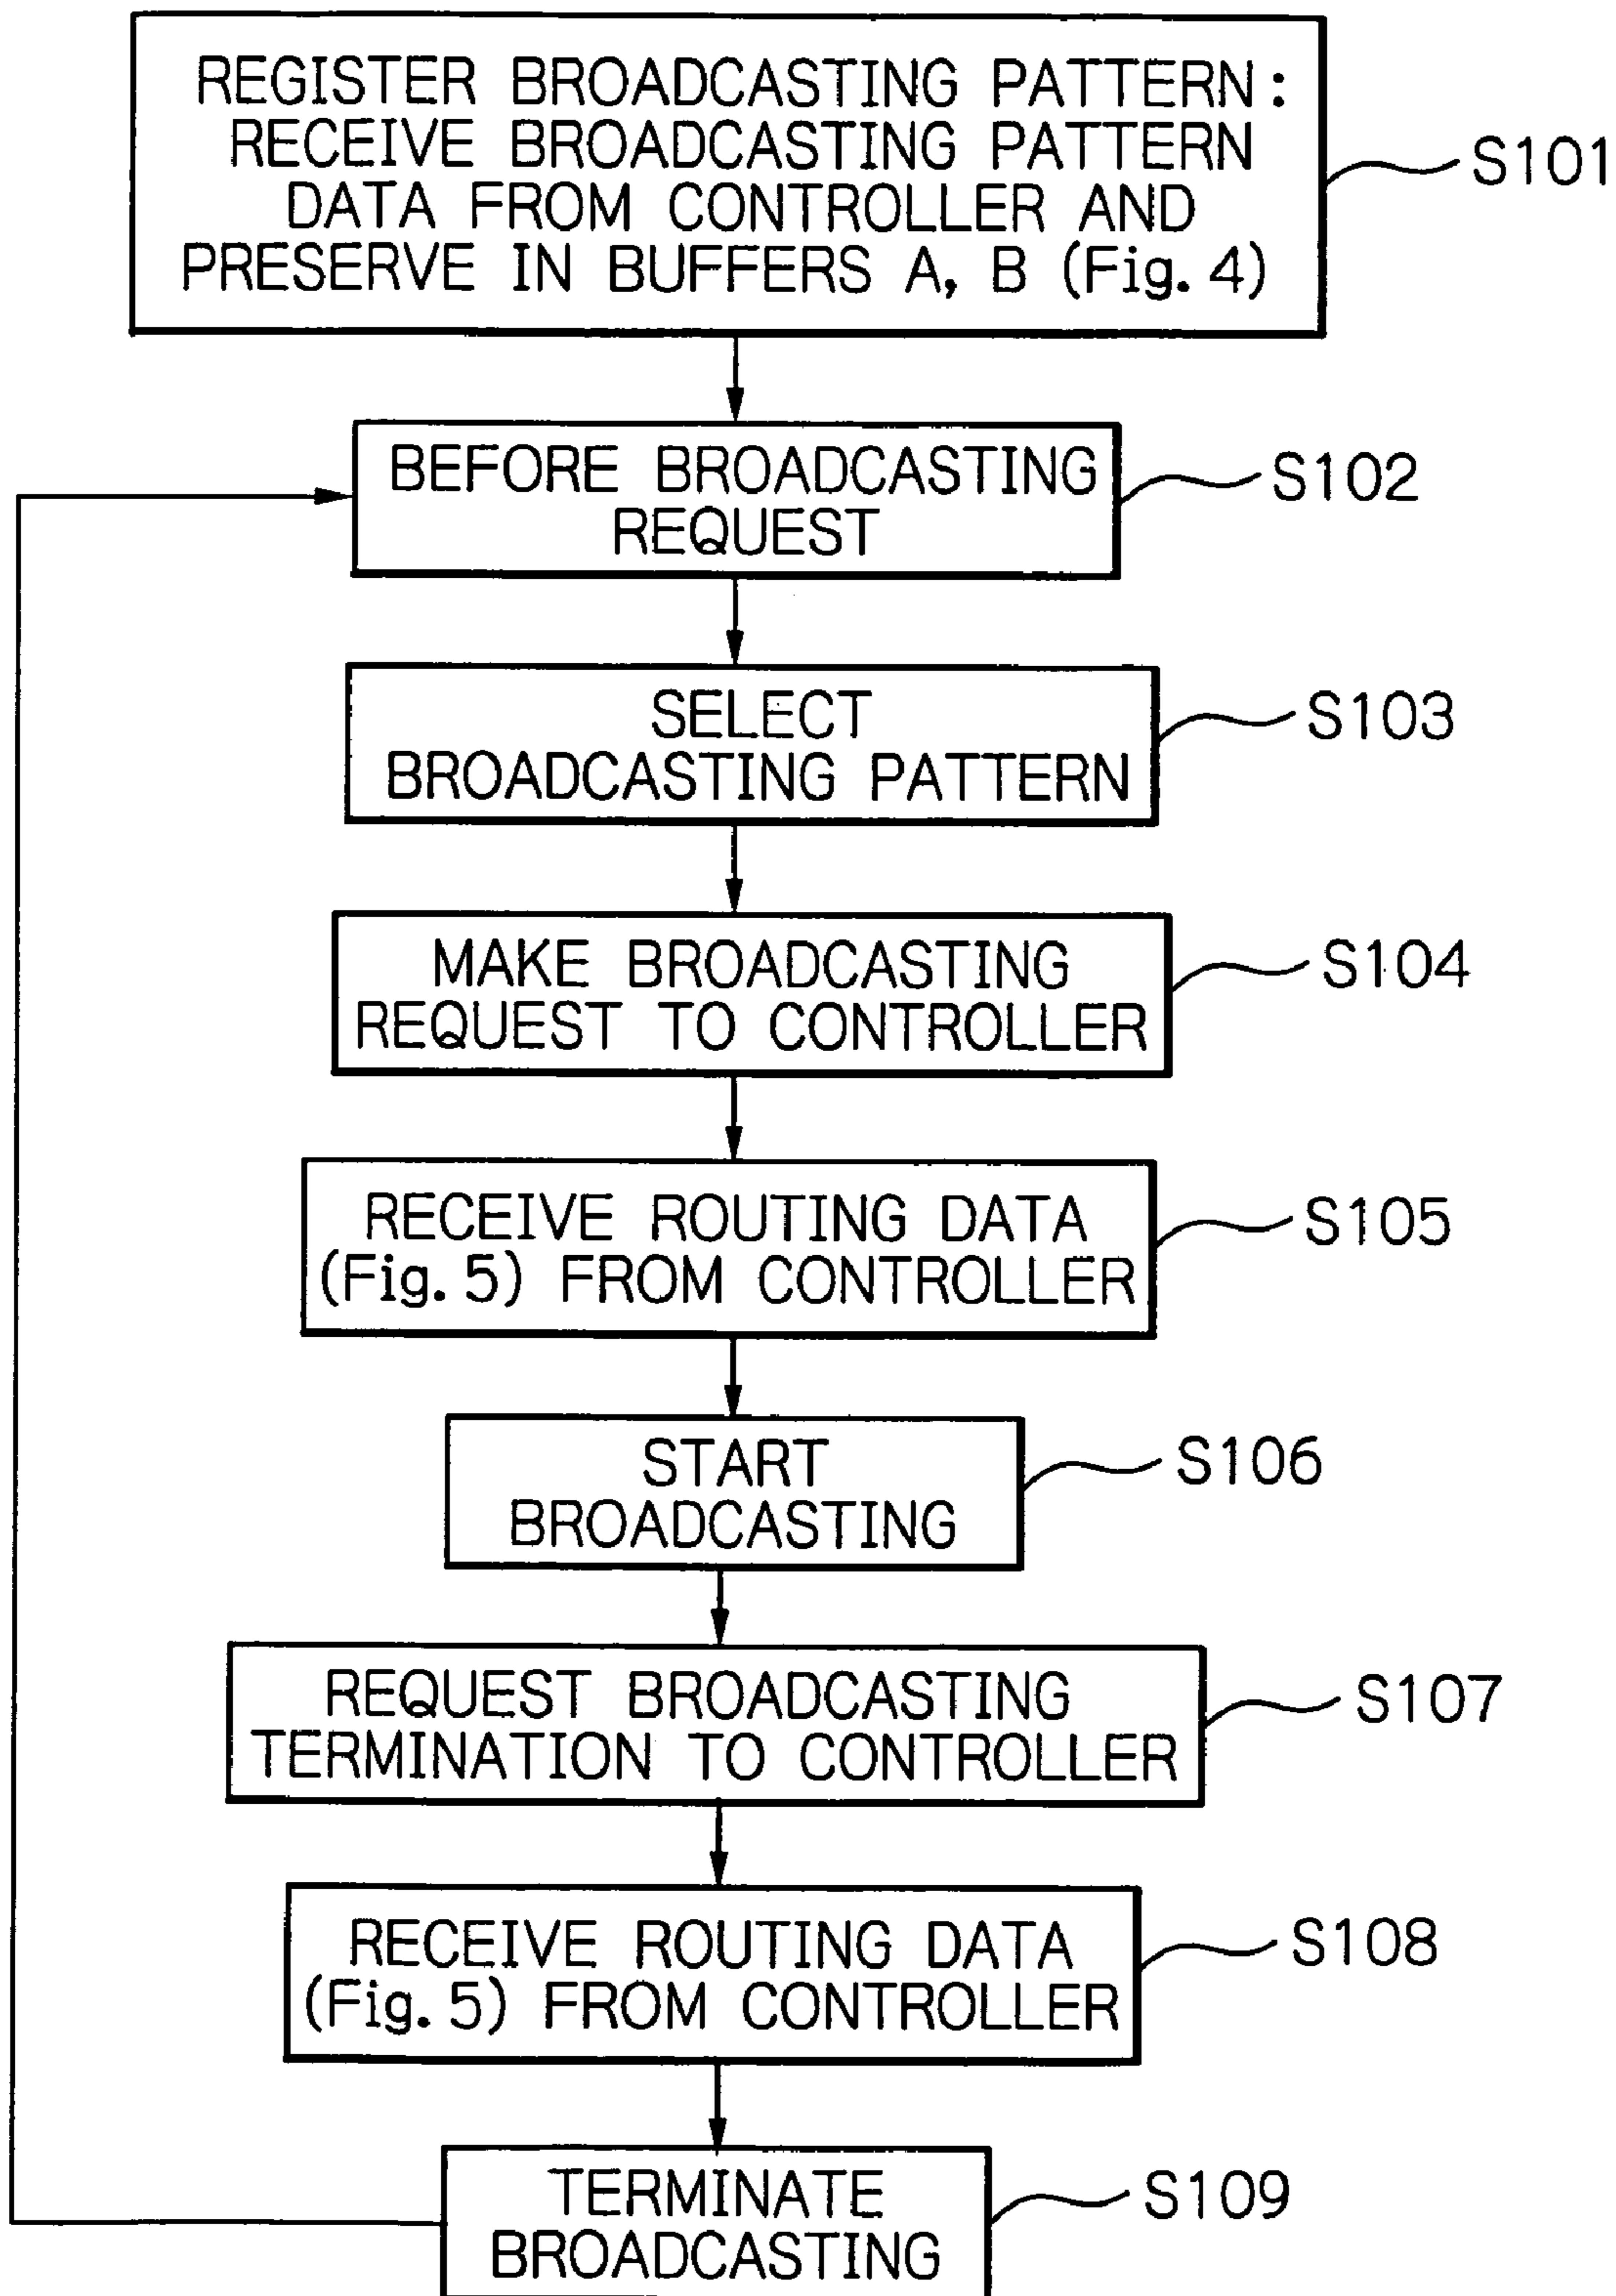 REGISTER BROADCASTING PATTERN:
RECEIVE BROADCASTING PATTERN
DATA FROM CONTROLLER AND
PRESERVE IN BUFFERS A, B (Fig. 4)
S101
BEFORE BROADCASTING
REQUEST
S102
SELECT
BROADCASTING PATTERN
S103
MAKE BROADCASTING
REQUEST TO CONTROLLER
S104
RECEIVE ROUTING DATA
(Fig. 5) FROM CONTROLLER
S105
START
BROADCASTING
S106
REQUEST BROADCASTING
TERMINATION TO CONTROLLER
S107
RECEIVE ROUTING DATA
(Fig. 5) FROM CONTROLLER
S108
TERMINATE
BROADCASTING
S109